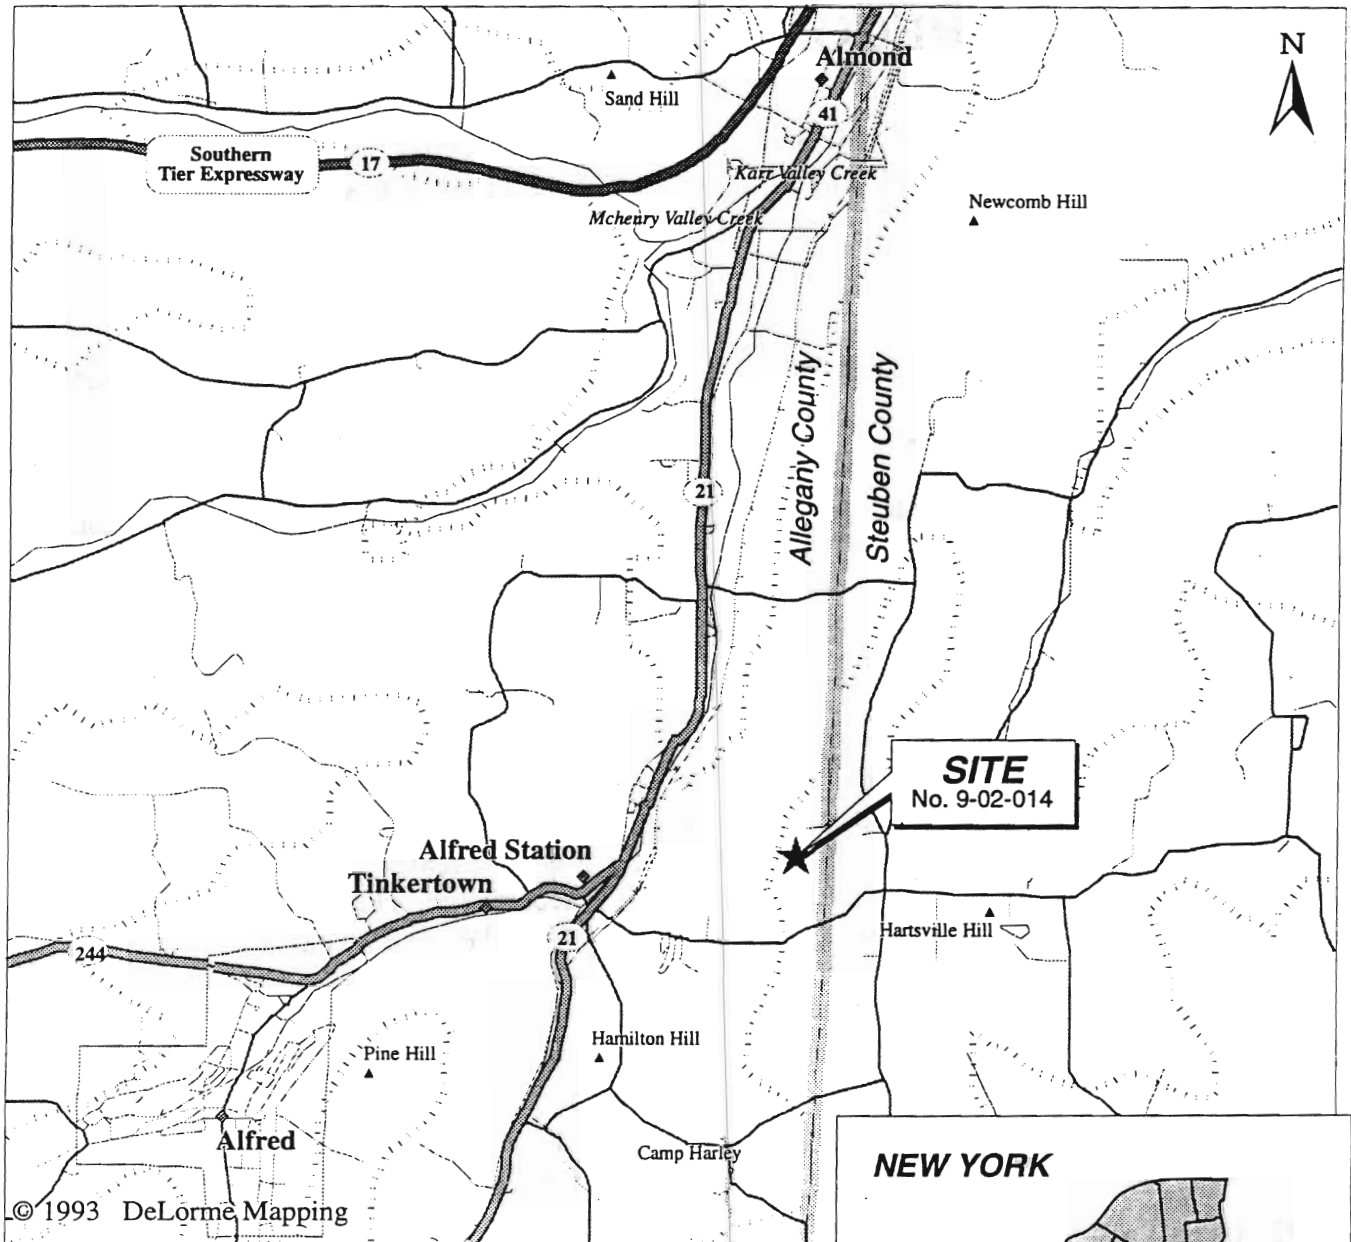 N
Almond
Sand Hill
41
Southern
Tier Expressway
17
Karr Valley Creek
Newcomb Hill
Mchenry Valley Creek
Allegany County
Steuben County
21
SITE
No. 9-02-014
Alfred Station
Tinkertown
Hartsville Hill
21
244
Hamilton Hill
Pine Hill
Alfred
Camp Harley
NEW YORK
© 1993 DeLorme Mapping